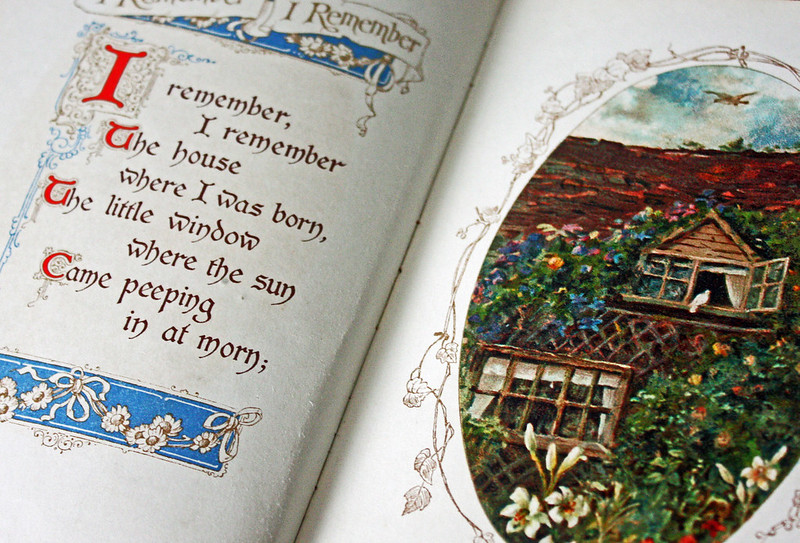 I Remember
I Remember
I remember,
I remember
The house
where I was born,
The little window
where the sun
Came peeping
in at morn;